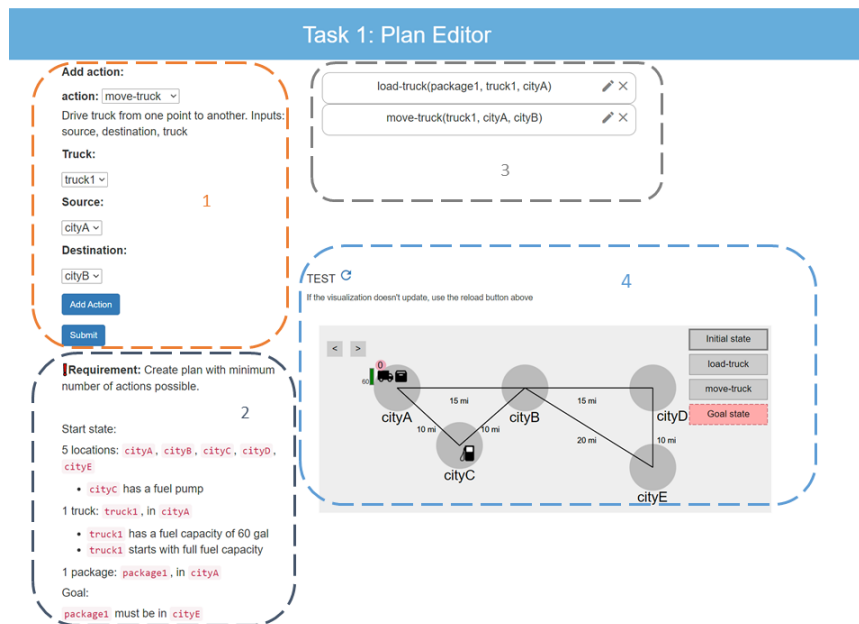 Task 1: Plan Editor
Add action:
action: move-truck
Drive truck from one point to another. Inputs:
source, destination, truck
Truck:
truck1
Source:
cityA
Destination:
cityB
Add Action
Submit
1
Requirement: Create plan with minimum
number of actions possible.
2
Start state:
5 locations: cityA, cityB, cityC, cityD,
cityE
• cityC has a fuel pump
1 truck: truck1, in cityA
• truck1 has a fuel capacity of 60 gal
• truck1 starts with full fuel capacity
1 package: package1, in cityA
Goal:
package1 must be in cityE
load-truck(package1, truck1, cityA)
move-truck(truck1, cityA, cityB)
3
TEST
4
If the visualization doesn't update, use the reload button above
< >
Initial state
load-truck
move-truck
Goal state
0
60
15 mi
15 mi
cityA
cityB
cityD
10 mi
10 mi
20 mi
10 mi
cityC
cityE